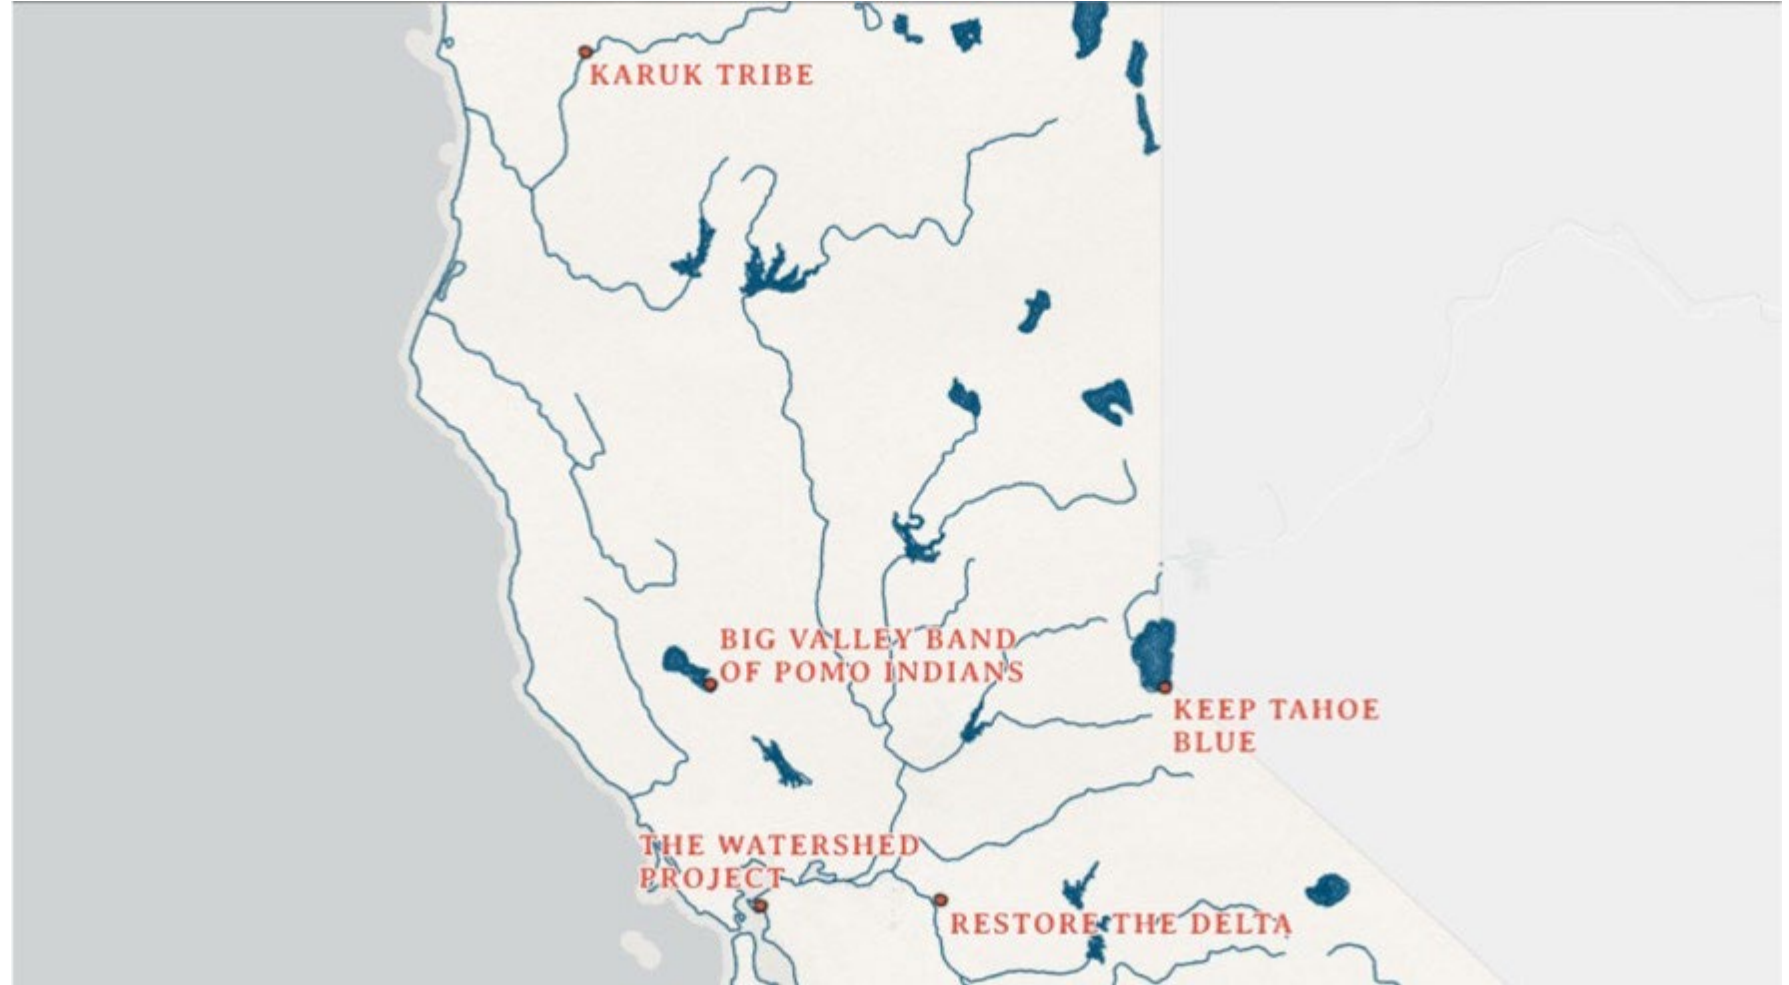 KARUK TRIBE
BIG VALLEY BAND
OF POMO INDIANS
KEEP TAHOE
BLUE
THE WATERSHED
PROJECT
RESTORE THE DELTA